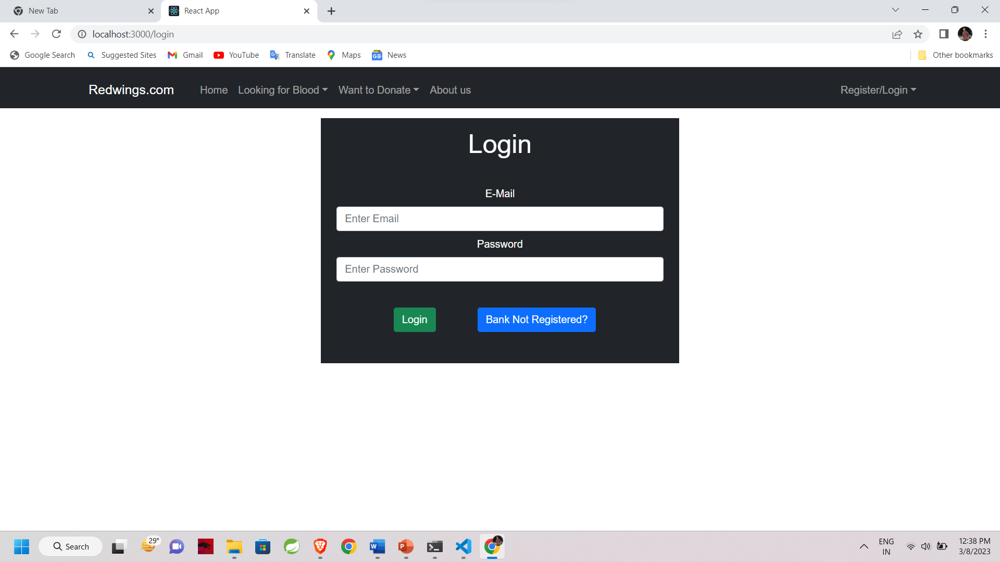 New Tab
React App
localhost:3000/login
Google Search Suggested Sites Gmail YouTube Translate Maps News Other bookmarks
Redwings.com Home Looking for Blood Want to Donate About us Register/Login
Login
E-Mail
Enter Email
Password
Enter Password
Login Bank Not Registered?
Search
29°
ENG
IN
12:38 PM
3/8/2023